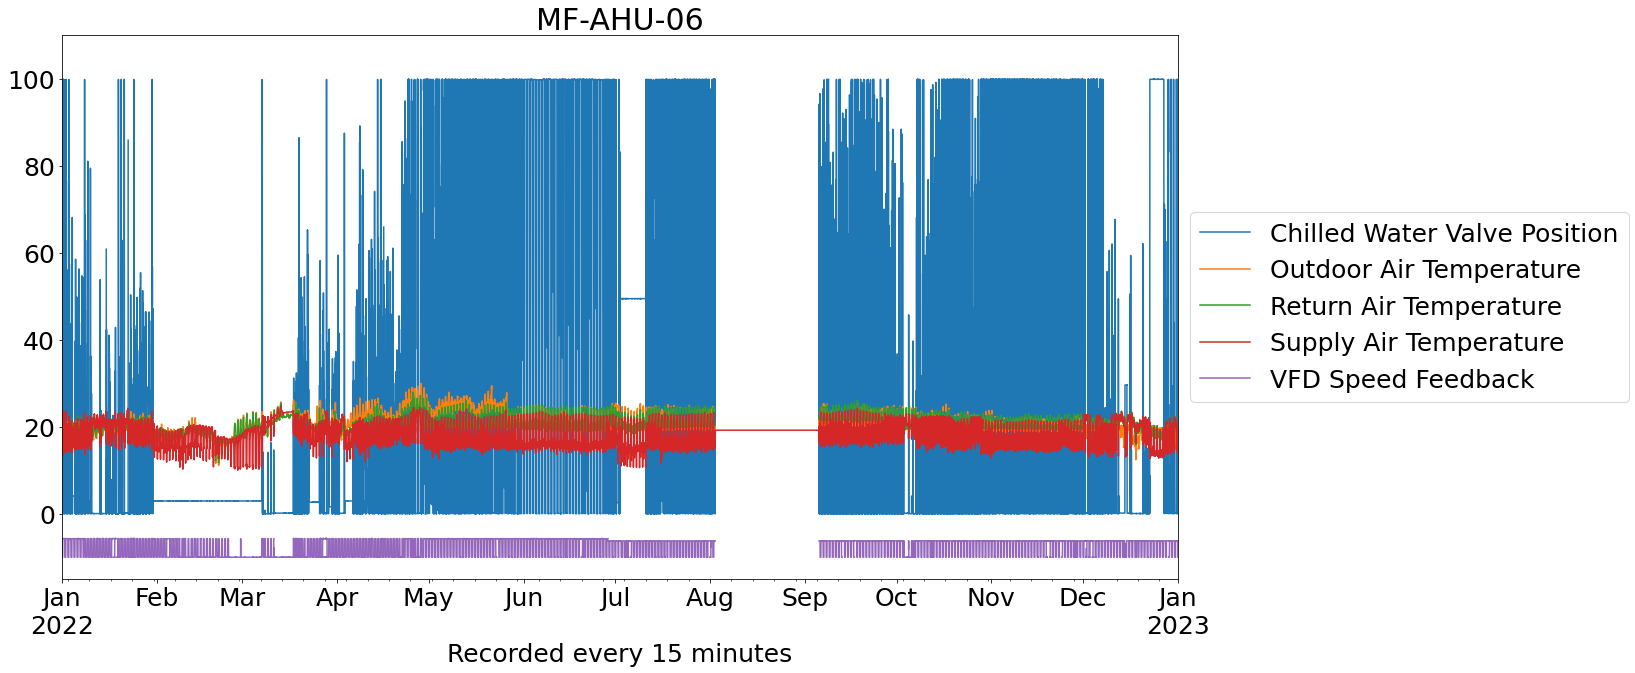 MF-AHU-06
100
80
60
40
20
0
Jan Feb Mar Apr May Jun Jul Aug Sep Oct Nov Dec Jan
2022 2023
Recorded every 15 minutes
Chilled Water Valve Position
Outdoor Air Temperature
Return Air Temperature
Supply Air Temperature
VFD Speed Feedback